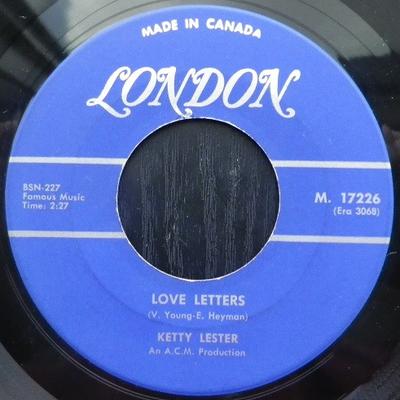 MADE IN CANADA
LONDON
BSN-227
Famous Music
Time: 2:27
M. 17226
(Era 3068)
LOVE LETTERS
(V. Young-E. Heyman)
KETTY LESTER
An A.C.M. Production